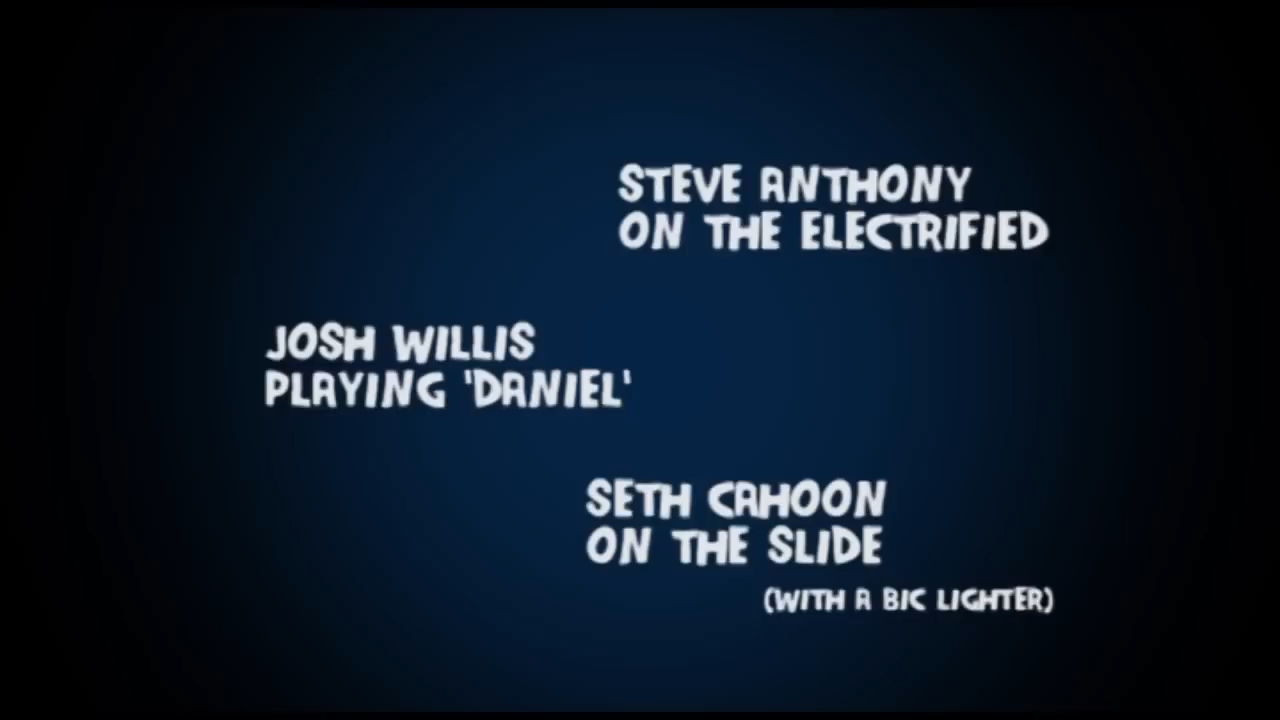 STEVE ANTHONY
ON THE ELECTRIFIED
JOSH WILLIS
PLAYING 'DANIEL'
SETH CAHOON
ON THE SLIDE
(WITH A BIC LIGHTER)